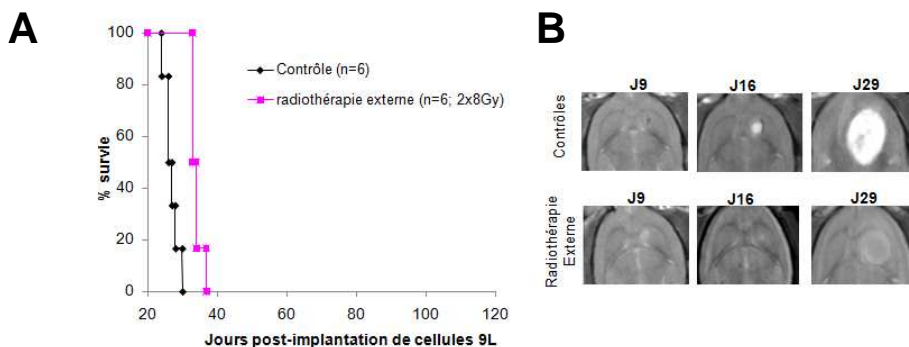 A
100
80
60
40
20
0
% survie
Contrôle (n=6)
radiothérapie externe (n=6; 2x8Gy)
20 40 60 80 100 120
Jours post-implantation de cellules 9L
B
J9 J16 J29
Contrôles
J9 J16 J29
Radiothérapie
Externe